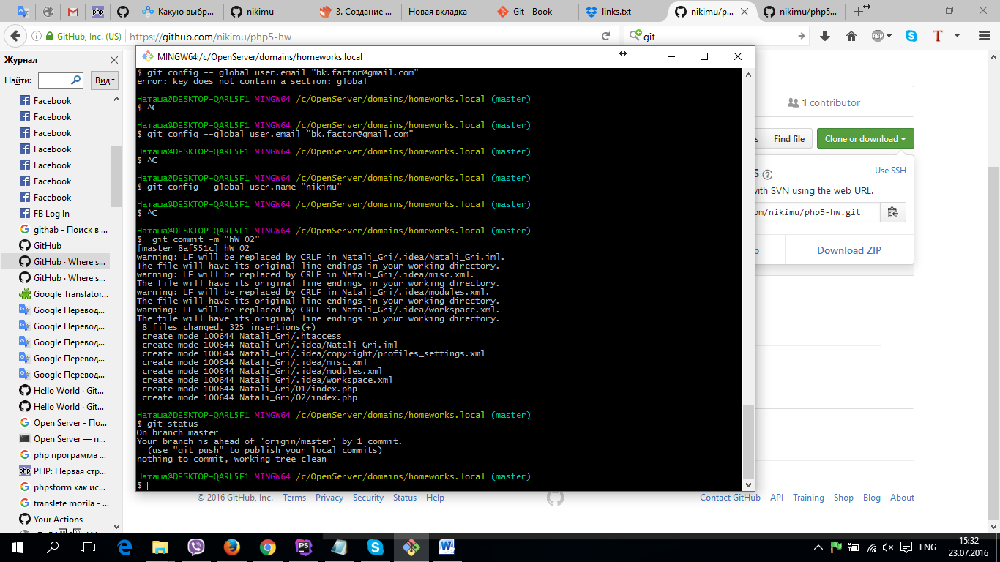 Какую выбр...
nikimu
3. Создание ...
Новая вкладка
Git - Book
links.txt
nikimu/p...
nikimu/php5...
GitHub, Inc. (US)
https://github.com/nikimu/php5-hw
git
Журнал
Найти:
Вид
Facebook
Facebook
Facebook
Facebook
Facebook
Facebook
Facebook
FB Log In
githab - Поиск в ...
GitHub
GitHub · Where s...
GitHub · Where s...
Google Translator...
Google Перевод...
Google Перевод...
Google Перевод...
Google Перевод...
Google Перевод...
Hello World · Git...
Hello World · Git...
Open Server - По...
Open Server — п...
php программа ...
PHP: Первая стр...
phpstorm как ис...
translete mozila - ...
Your Actions
MINGW64:/c/OpenServer/domains/homeworks.local
$ git config -- global user.email "bk.factor@gmail.com"
error: key does not contain a section: global
Наташа@DESKTOP-QARL5F1 MINGW64 /c/OpenServer/domains/homeworks.local (master)
$ ^C
Наташа@DESKTOP-QARL5F1 MINGW64 /c/OpenServer/domains/homeworks.local (master)
$ git config --global user.email "bk.factor@gmail.com"
Наташа@DESKTOP-QARL5F1 MINGW64 /c/OpenServer/domains/homeworks.local (master)
$ ^C
Наташа@DESKTOP-QARL5F1 MINGW64 /c/OpenServer/domains/homeworks.local (master)
$ git config --global user.name "nikimu"
Наташа@DESKTOP-QARL5F1 MINGW64 /c/OpenServer/domains/homeworks.local (master)
$ ^C
Наташа@DESKTOP-QARL5F1 MINGW64 /c/OpenServer/domains/homeworks.local (master)
$  git commit -m "hW 02"
[master 8af551c] hW 02
warning: LF will be replaced by CRLF in Natali_Gri/.idea/Natali_Gri.iml.
The file will have its original line endings in your working directory.
warning: LF will be replaced by CRLF in Natali_Gri/.idea/misc.xml.
The file will have its original line endings in your working directory.
warning: LF will be replaced by CRLF in Natali_Gri/.idea/modules.xml.
The file will have its original line endings in your working directory.
warning: LF will be replaced by CRLF in Natali_Gri/.idea/workspace.xml.
The file will have its original line endings in your working directory.
8 files changed, 325 insertions(+)
create mode 100644 Natali_Gri/.htaccess
create mode 100644 Natali_Gri/.idea/Natali_Gri.iml
create mode 100644 Natali_Gri/.idea/copyright/profiles_settings.xml
create mode 100644 Natali_Gri/.idea/misc.xml
create mode 100644 Natali_Gri/.idea/modules.xml
create mode 100644 Natali_Gri/.idea/workspace.xml
create mode 100644 Natali_Gri/01/index.php
create mode 100644 Natali_Gri/02/index.php
Наташа@DESKTOP-QARL5F1 MINGW64 /c/OpenServer/domains/homeworks.local (master)
$ git status
On branch master
Your branch is ahead of 'origin/master' by 1 commit.
(use "git push" to publish your local commits)
nothing to commit, working tree clean
Наташа@DESKTOP-QARL5F1 MINGW64 /c/OpenServer/domains/homeworks.local (master)
$
1 contributor
Find file
Clone or download
Use SSH
with SVN using the web URL.
om/nikimu/php5-hw.git
Download ZIP
© 2016 GitHub, Inc. Terms Privacy Security Status Help
Contact GitHub API Training Shop Blog About
ENG
15:32
23.07.2016